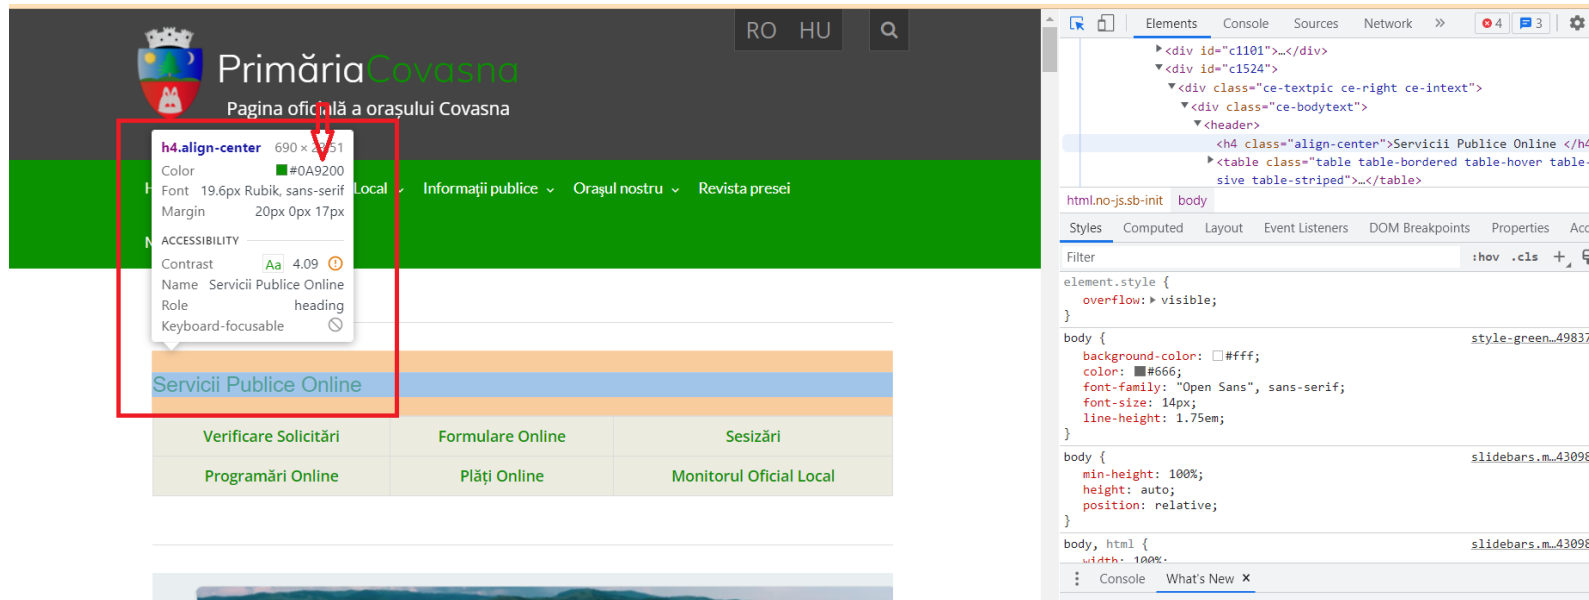 RO HU
PrimăriaCovasna
Pagina oficială a orașului Covasna
h4.align-center 690 ×
Color #0A9200
Font 19.6px Rubik, sans-serif
Margin 20px 0px 17px
ACCESSIBILITY
Contrast Aa 4.09
Name Servicii Publice Online
Role heading
Keyboard-focusable
Local Informații publice Orașul nostru Revista presei
Servicii Publice Online
Verificare Solicitări Formulare Online Sesizări
Programări Online Plăți Online Monitorul Oficial Local
Elements Console Sources Network » 4 3
<div id="c1101">…</div>
<div id="c1524">
<div class="ce-textpic ce-right ce-intext">
<div class="ce-bodytext">
<header>
<h4 class="align-center">Servicii Publice Online </h4
<table class="table table-bordered table-hover table-
sive table-striped">…</table>
html.no-js.sb-init body
Styles Computed Layout Event Listeners DOM Breakpoints Properties Acc
Filter :hov .cls +
element.style {
overflow: visible;
}
body { style-green…49837
background-color: #fff;
color: #666;
font-family: "Open Sans", sans-serif;
font-size: 14px;
line-height: 1.75em;
}
body { slidebars.m…43098
min-height: 100%;
height: auto;
position: relative;
}
body, html { slidebars.m…43098
width: 100%;
Console What's New ×